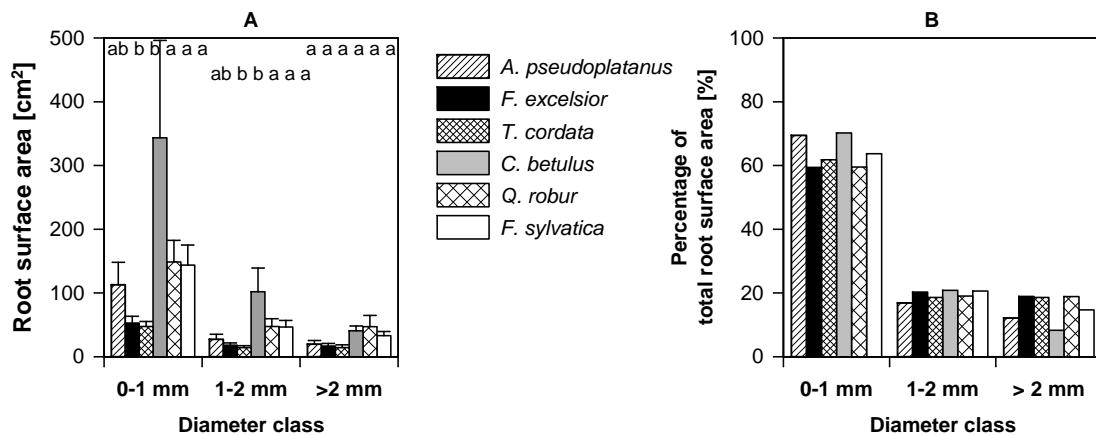 A
Root surface area [cm²]
500
400
300
200
100
0
ab b b a a a
ab b b a a a
a a a a a a
0-1 mm
1-2 mm
>2 mm
Diameter class
A. pseudoplatanus
F. excelsior
T. cordata
C. betulus
Q. robur
F. sylvatica
B
Percentage of
total root surface area [%]
100
80
60
40
20
0
0-1 mm
1-2 mm
> 2 mm
Diameter class